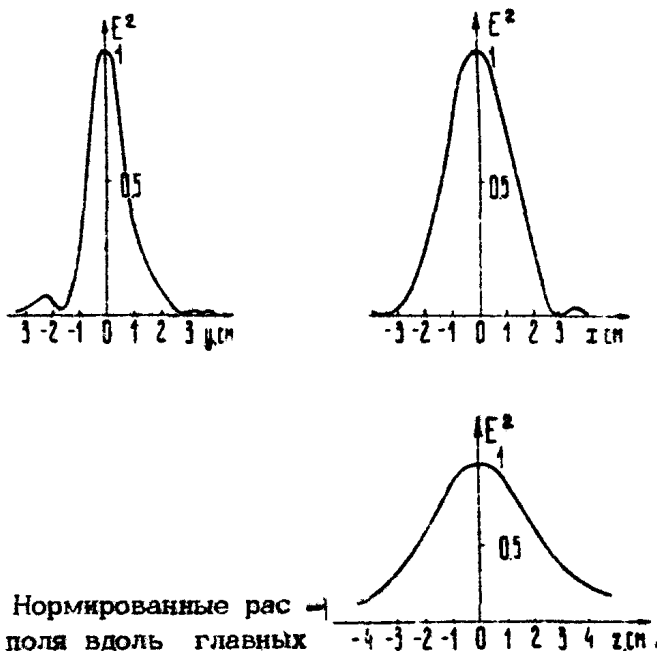 E²
1
0.5
3 -2 -1 0 1 2 3 y,см
E²
1
0.5
-3 -2 -1 0 1 2 3 x см
E²
1
0.5
-4 -3 -2 -1 0 1 2 3 4 z,см.
Нормированные рас -
поля вдоль главных